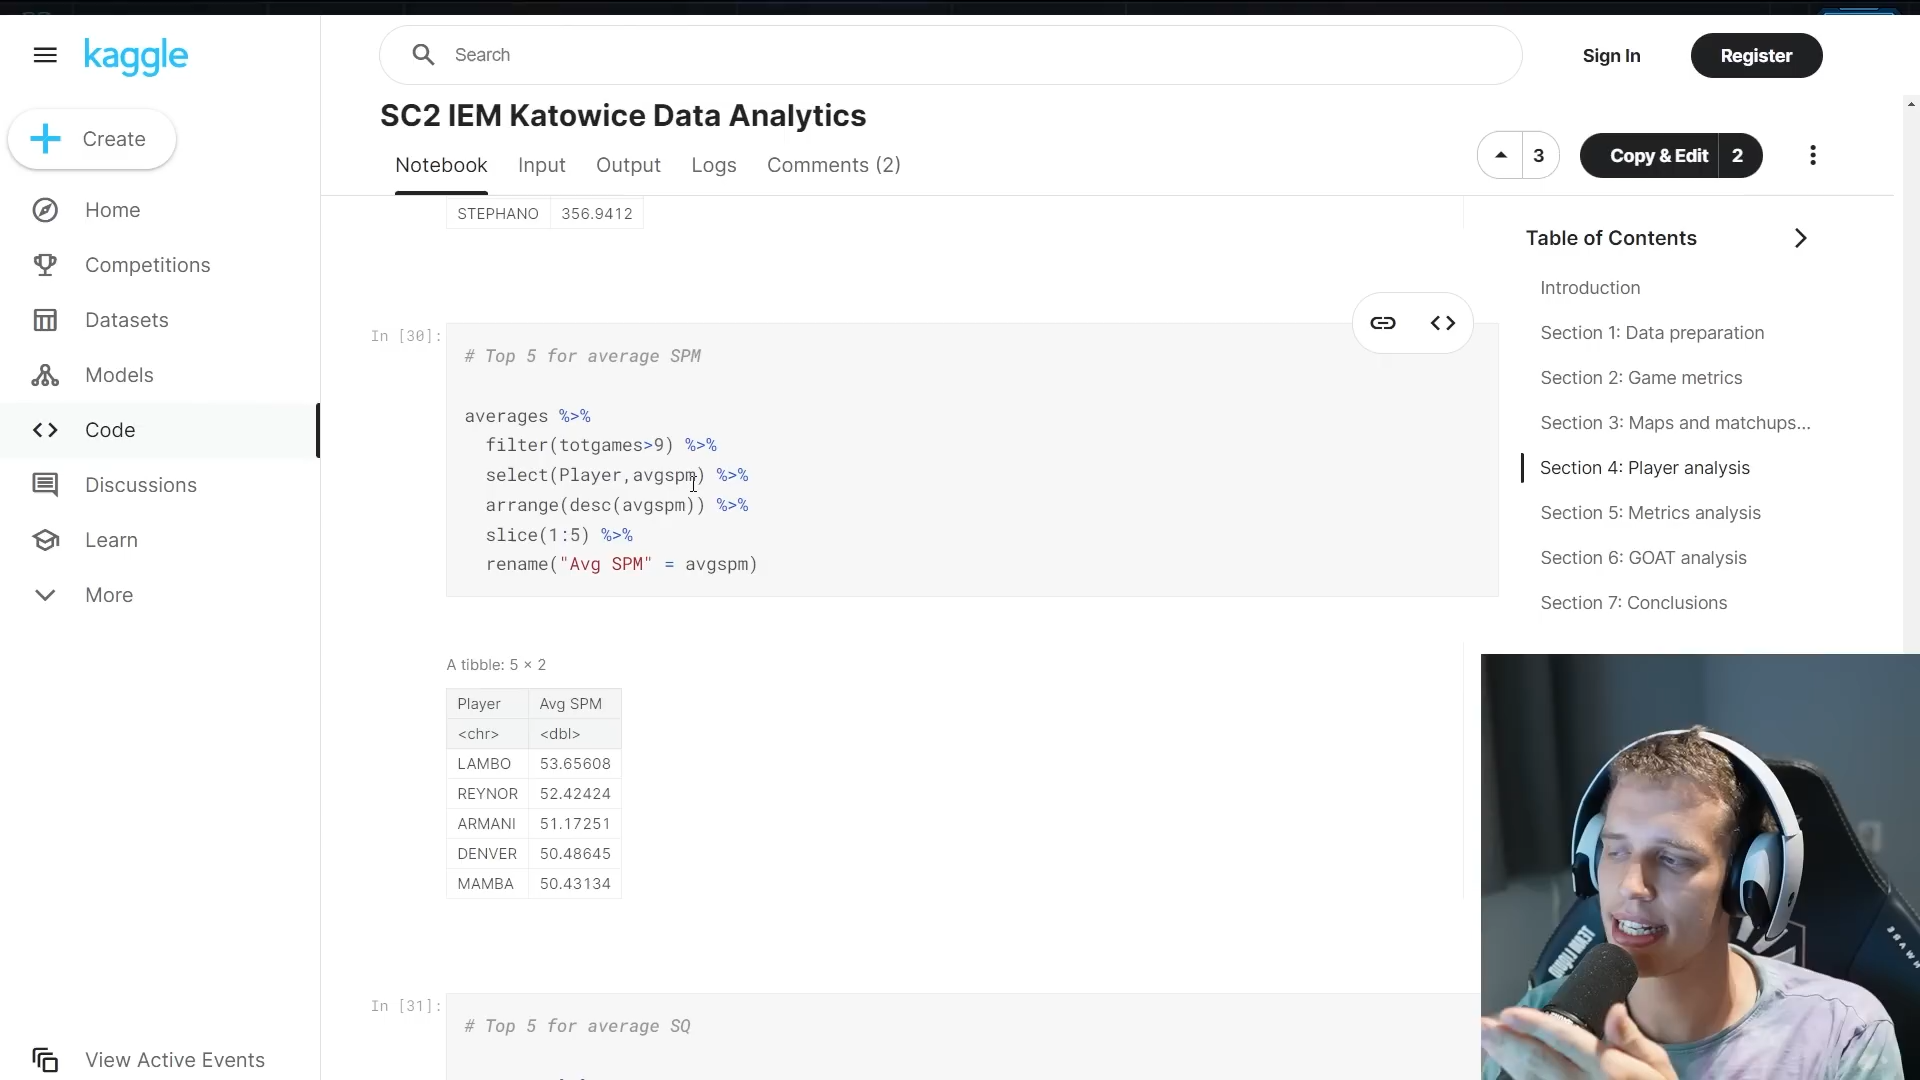 kaggle
Search
Sign In
Register
SC2 IEM Katowice Data Analytics
Create
Notebook
Input
Output
Logs
Comments (2)
3
Copy & Edit
2
Home
Competitions
Datasets
Models
Code
Discussions
Learn
More
View Active Events
STEPHANO 356.9412
In [30]:
# Top 5 for average SPM
averages %>%
filter(totgames>9) %>%
select(Player,avgspm) %>%
arrange(desc(avgspm)) %>%
slice(1:5) %>%
rename("Avg SPM" = avgspm)
A tibble: 5 × 2
Player Avg SPM
<chr> <dbl>
LAMBO 53.65608
REYNOR 52.42424
ARMANI 51.17251
DENVER 50.48645
MAMBA 50.43134
In [31]:
# Top 5 for average SQ
Table of Contents
Introduction
Section 1: Data preparation
Section 2: Game metrics
Section 3: Maps and matchups...
Section 4: Player analysis
Section 5: Metrics analysis
Section 6: GOAT analysis
Section 7: Conclusions